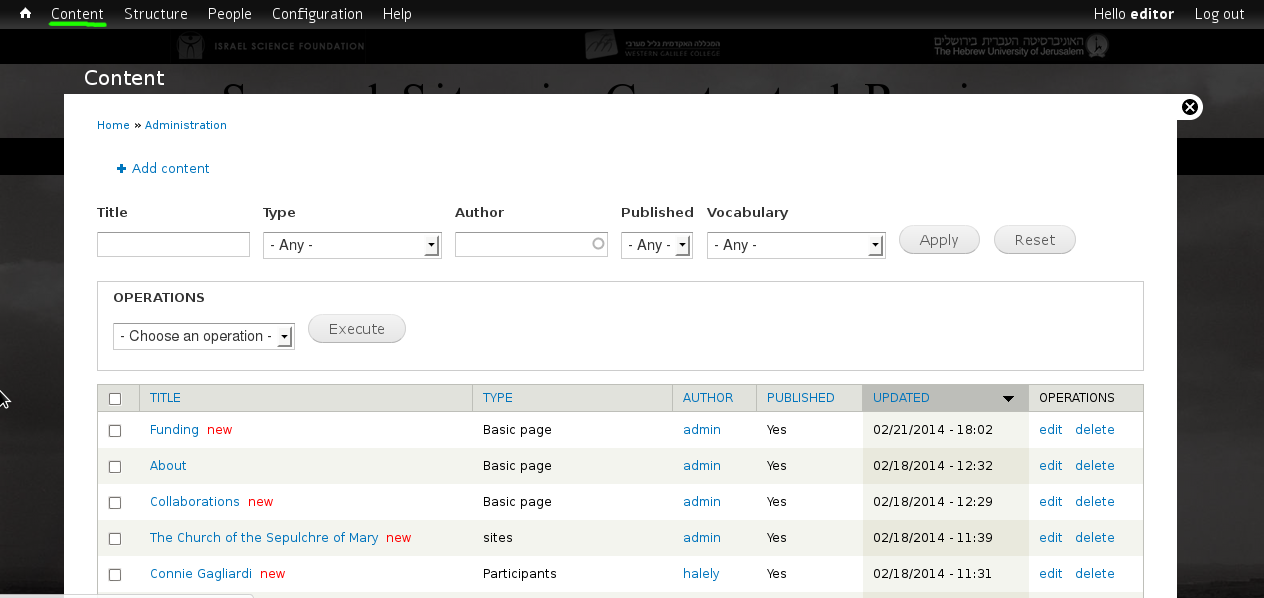 Content Structure People Configuration Help Hello editor Log out
ISRAEL SCIENCE FOUNDATION
המכללה האקדמית גליל מערבי
WESTERN GALILEE COLLEGE
האוניברסיטה העברית בירושלים
The Hebrew University of Jerusalem
Content
Home » Administration
Add content
Title Type Author Published Vocabulary
- Any - - Any - - Any - Apply Reset
OPERATIONS
- Choose an operation - Execute
TITLE TYPE AUTHOR PUBLISHED UPDATED OPERATIONS
Funding new Basic page admin Yes 02/21/2014 - 18:02 edit delete
About Basic page admin Yes 02/18/2014 - 12:32 edit delete
Collaborations new Basic page admin Yes 02/18/2014 - 12:29 edit delete
The Church of the Sepulchre of Mary new sites admin Yes 02/18/2014 - 11:39 edit delete
Connie Gagliardi new Participants halely Yes 02/18/2014 - 11:31 edit delete